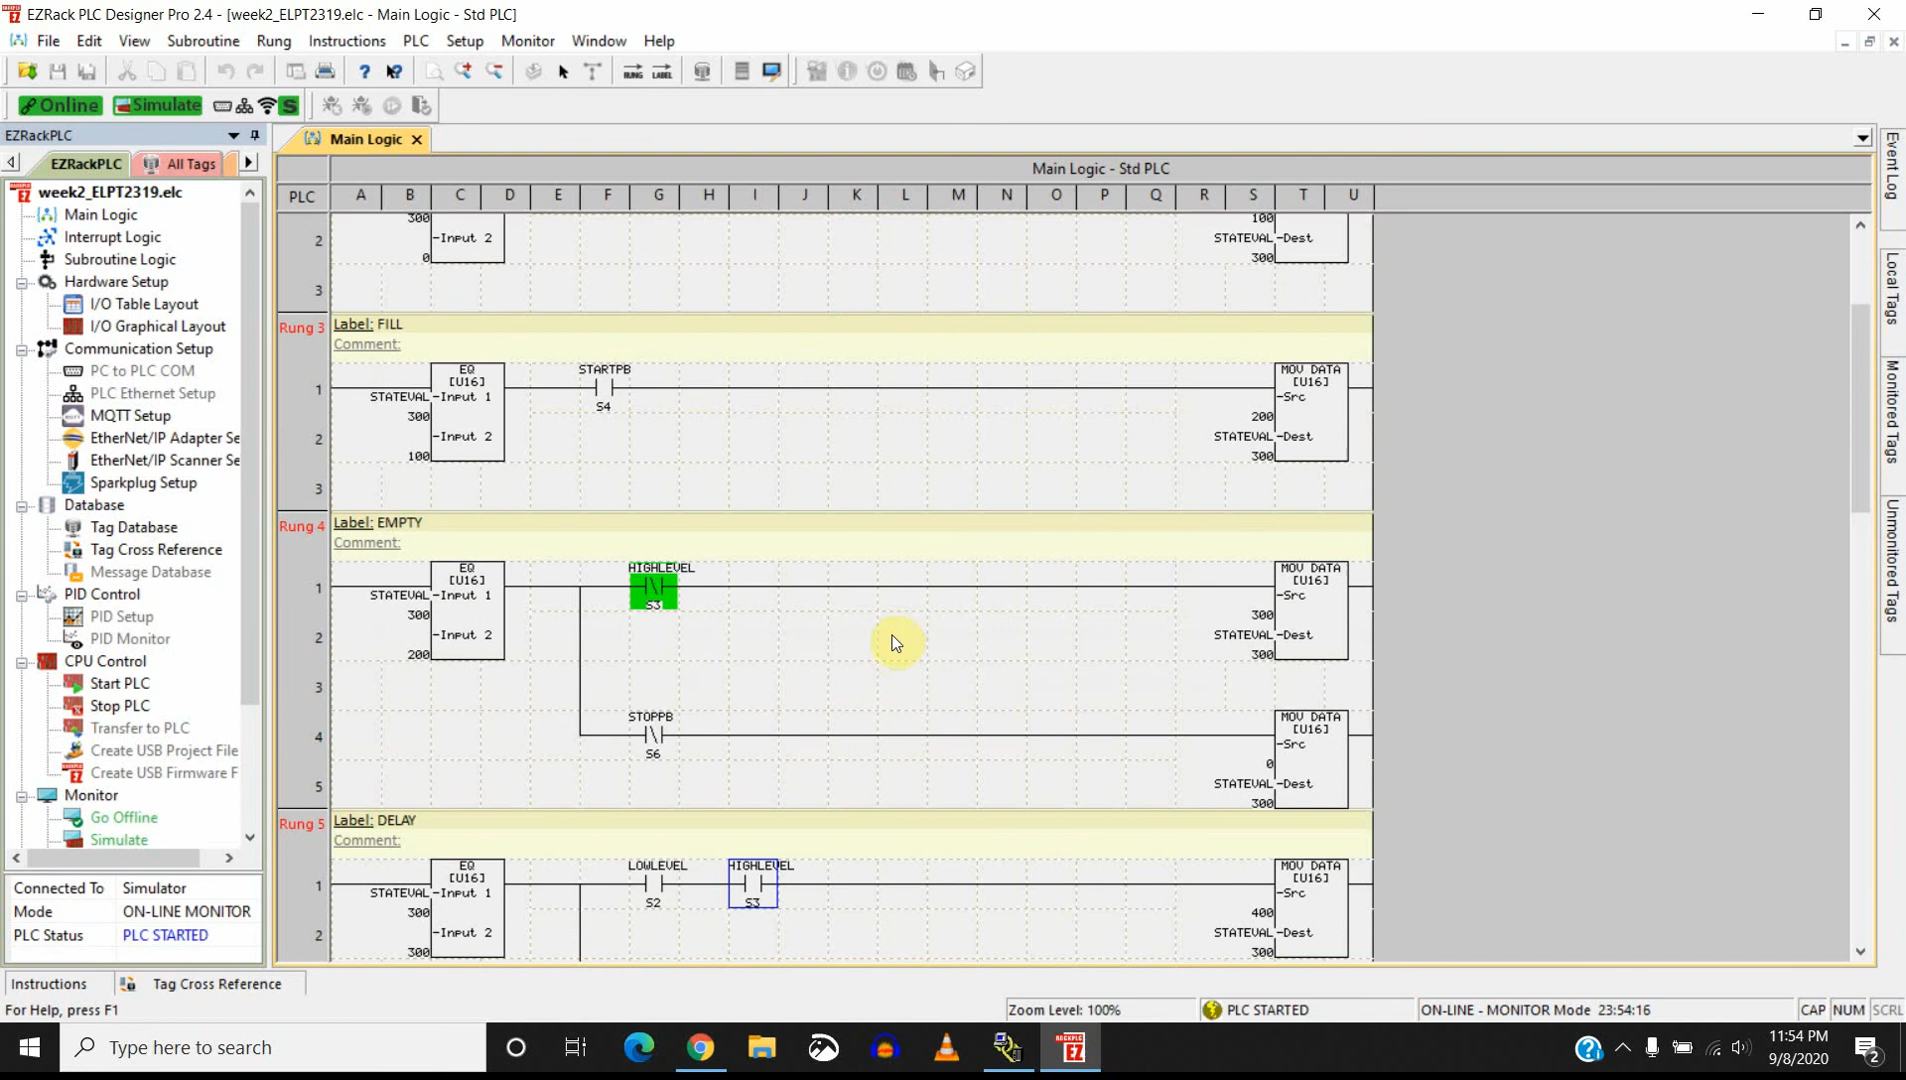 EZRack PLC Designer Pro 2.4 - [week2_ELPT2319.elc - Main Logic - Std PLC]
File Edit View Subroutine Rung Instructions PLC Setup Monitor Window Help
RUNG LABEL
Online Simulate S
EZRackPLC
Main Logic
EZRackPLC All Tags
Main Logic - Std PLC
PLC A B C D E F G H I J K L M N O P Q R S T U
week2_ELPT2319.elc
Main Logic
Interrupt Logic
Subroutine Logic
Hardware Setup
I/O Table Layout
I/O Graphical Layout
Communication Setup
PC to PLC COM
PLC Ethernet Setup
MQTT Setup
EtherNet/IP Adapter Se
EtherNet/IP Scanner Se
Sparkplug Setup
Database
Tag Database
Tag Cross Reference
Message Database
PID Control
PID Setup
PID Monitor
CPU Control
Start PLC
Stop PLC
Transfer to PLC
Create USB Project File
Create USB Firmware F
Monitor
Go Offline
Simulate
Connected To Simulator
Mode ON-LINE MONITOR
PLC Status PLC STARTED
300 100
2 -Input 2 STATEVAL -Dest
0 300
3
Rung 3 Label: FILL
Comment:
EQ STARTPB MOV DATA
[U16] [U16]
1 STATEVAL -Input 1 -Src
300 S4 200
2 -Input 2 STATEVAL -Dest
100 300
3
Rung 4 Label: EMPTY
Comment:
EQ HIGHLEVEL MOV DATA
[U16] [U16]
1 STATEVAL -Input 1 S3 -Src
300 300
2 -Input 2 STATEVAL -Dest
200 300
3
STOPPB MOV DATA
[U16]
4 -Src
S6 0
5 STATEVAL -Dest
300
Rung 5 Label: DELAY
Comment:
EQ LOWLEVEL HIGHLEVEL MOV DATA
[U16] [U16]
1 STATEVAL -Input 1 S2 S3 -Src
300 400
2 -Input 2 STATEVAL -Dest
300 300
Event Log
Local Tags
Monitored Tags
Unmonitored Tags
Instructions Tag Cross Reference
For Help, press F1 Zoom Level: 100% PLC STARTED ON-LINE - MONITOR Mode 23:54:16 CAP NUM SCRL
Type here to search
11:54 PM
9/8/2020
2